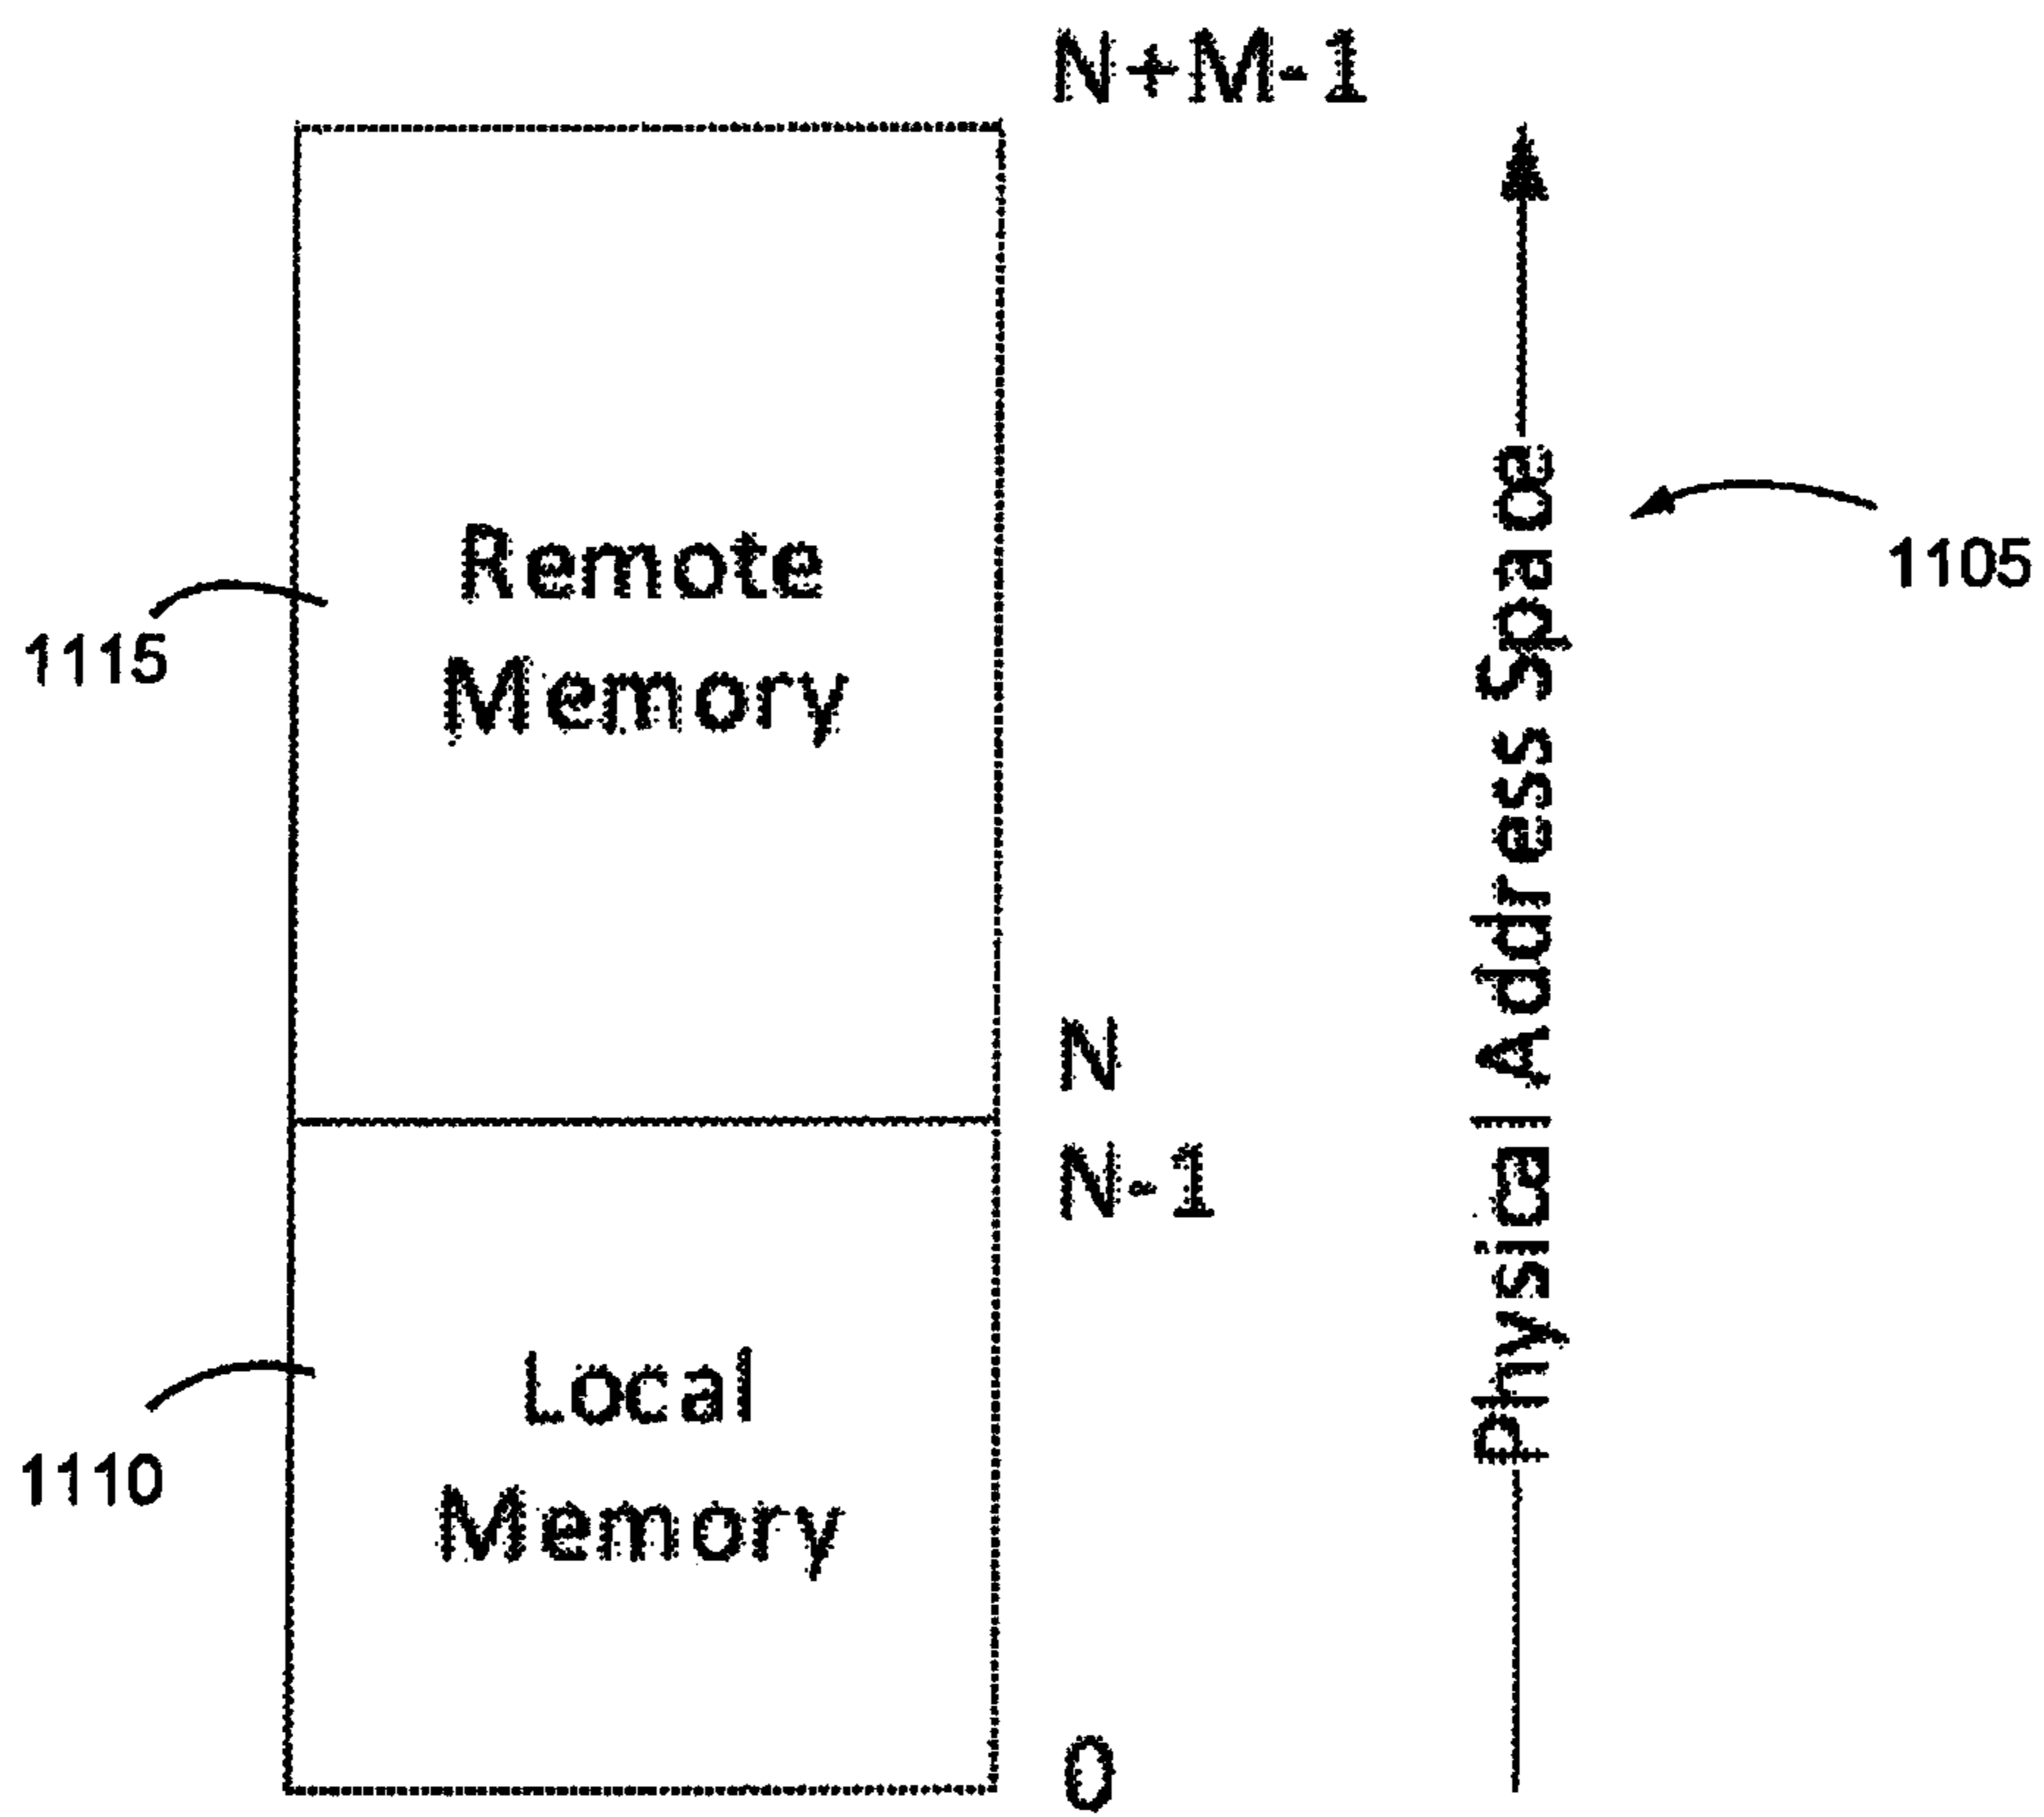 N+M-1
Remote
Memory
1115
N
N-1
Local
Memory
1110
0
Physical Address Space
1105